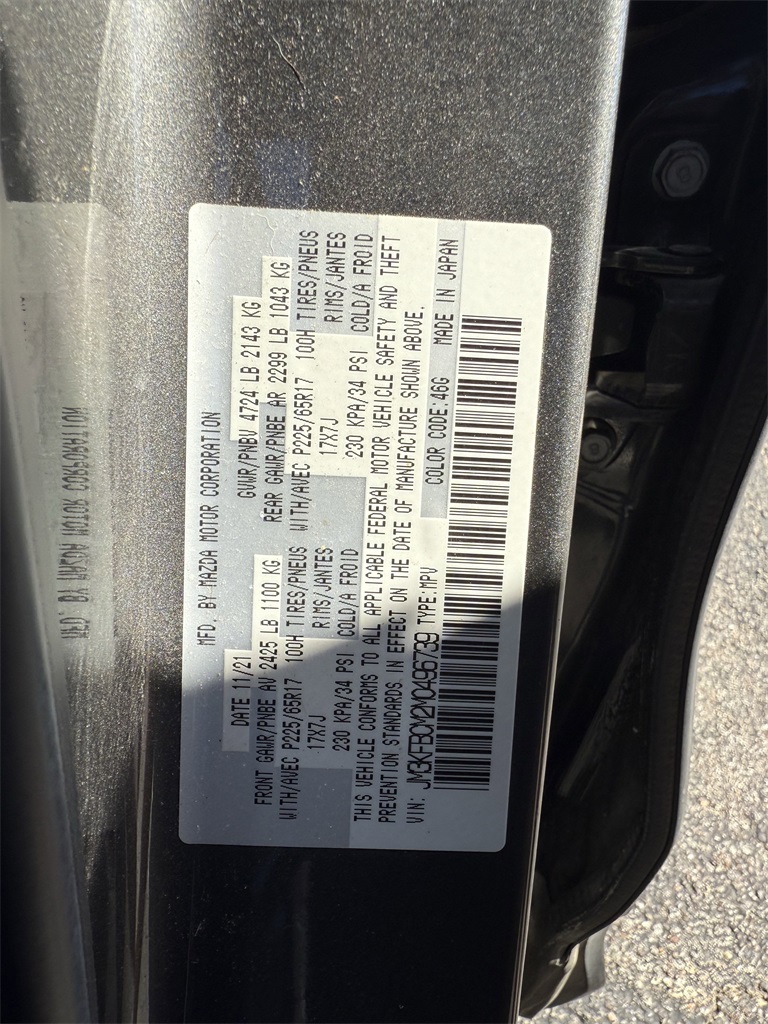 MFD. BY MAZDA MOTOR CORPORATION
DATE 11/21 GVWR/PNBV 4724 LB 2143 KG
FRONT GAWR/PNBE AV 2425 LB 1100 KG REAR GAWR/PNBE AR 2299 LB 1043 KG
WITH/AVEC P225/65R17 100H TIRES/PNEUS WITH/AVEC P225/65R17 100H TIRES/PNEUS
17X7J RIMS/JANTES 17X7J RIMS/JANTES
230 KPA/34 PSI COLD/A FROID 230 KPA/34 PSI COLD/A FROID
THIS VEHICLE CONFORMS TO ALL APPLICABLE FEDERAL MOTOR VEHICLE SAFETY AND THEFT
PREVENTION STANDARDS IN EFFECT ON THE DATE OF MANUFACTURE SHOWN ABOVE.
VIN: JM3KFBCM2M0496739 TYPE:MPV COLOR CODE:46G MADE IN JAPAN